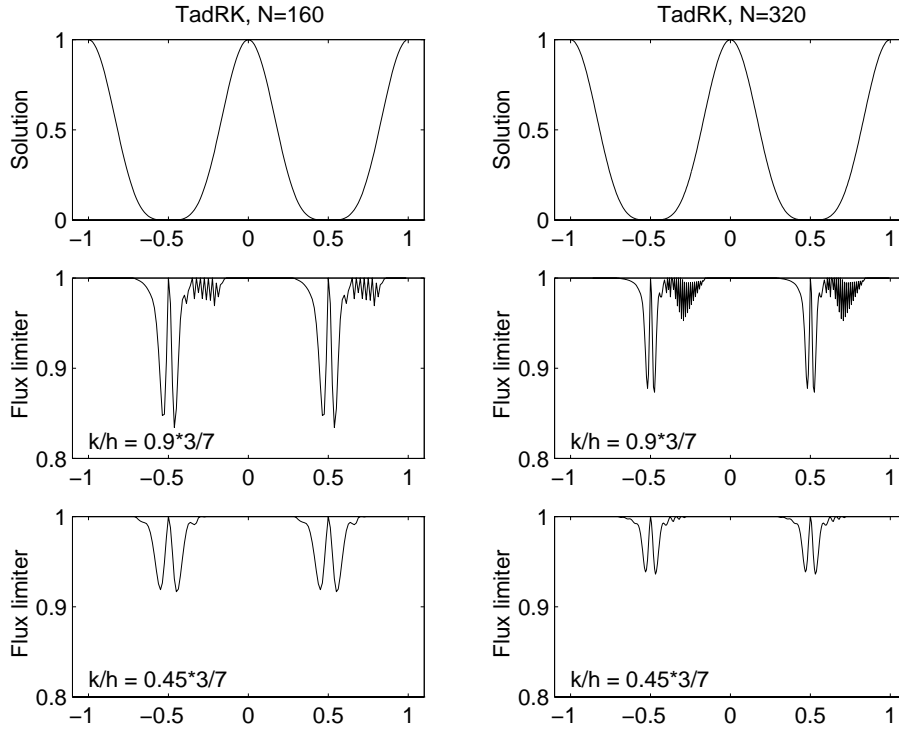 TadRK, N=160
1
0.5
0
Solution
−1 −0.5 0 0.5 1
1
0.9
0.8
Flux limiter
k/h = 0.9*3/7
−1 −0.5 0 0.5 1
1
0.9
0.8
Flux limiter
k/h = 0.45*3/7
−1 −0.5 0 0.5 1
TadRK, N=320
1
0.5
0
Solution
−1 −0.5 0 0.5 1
1
0.9
0.8
Flux limiter
k/h = 0.9*3/7
−1 −0.5 0 0.5 1
1
0.9
0.8
Flux limiter
k/h = 0.45*3/7
−1 −0.5 0 0.5 1